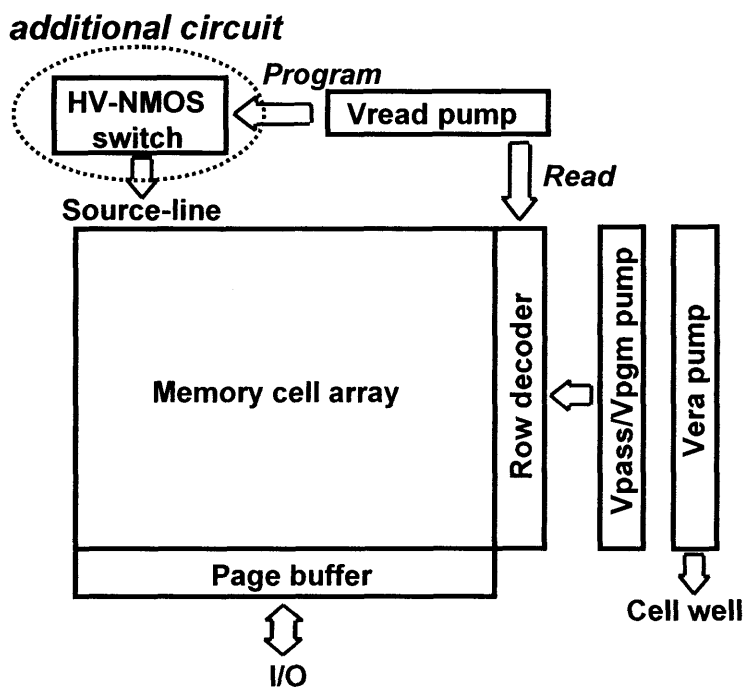 additional circuit
HV-NMOS
switch
Program
Vread pump
Read
Source-line
Memory cell array
Row decoder
Vpass/Vpgm pump
Vera pump
Page buffer
Cell well
I/O